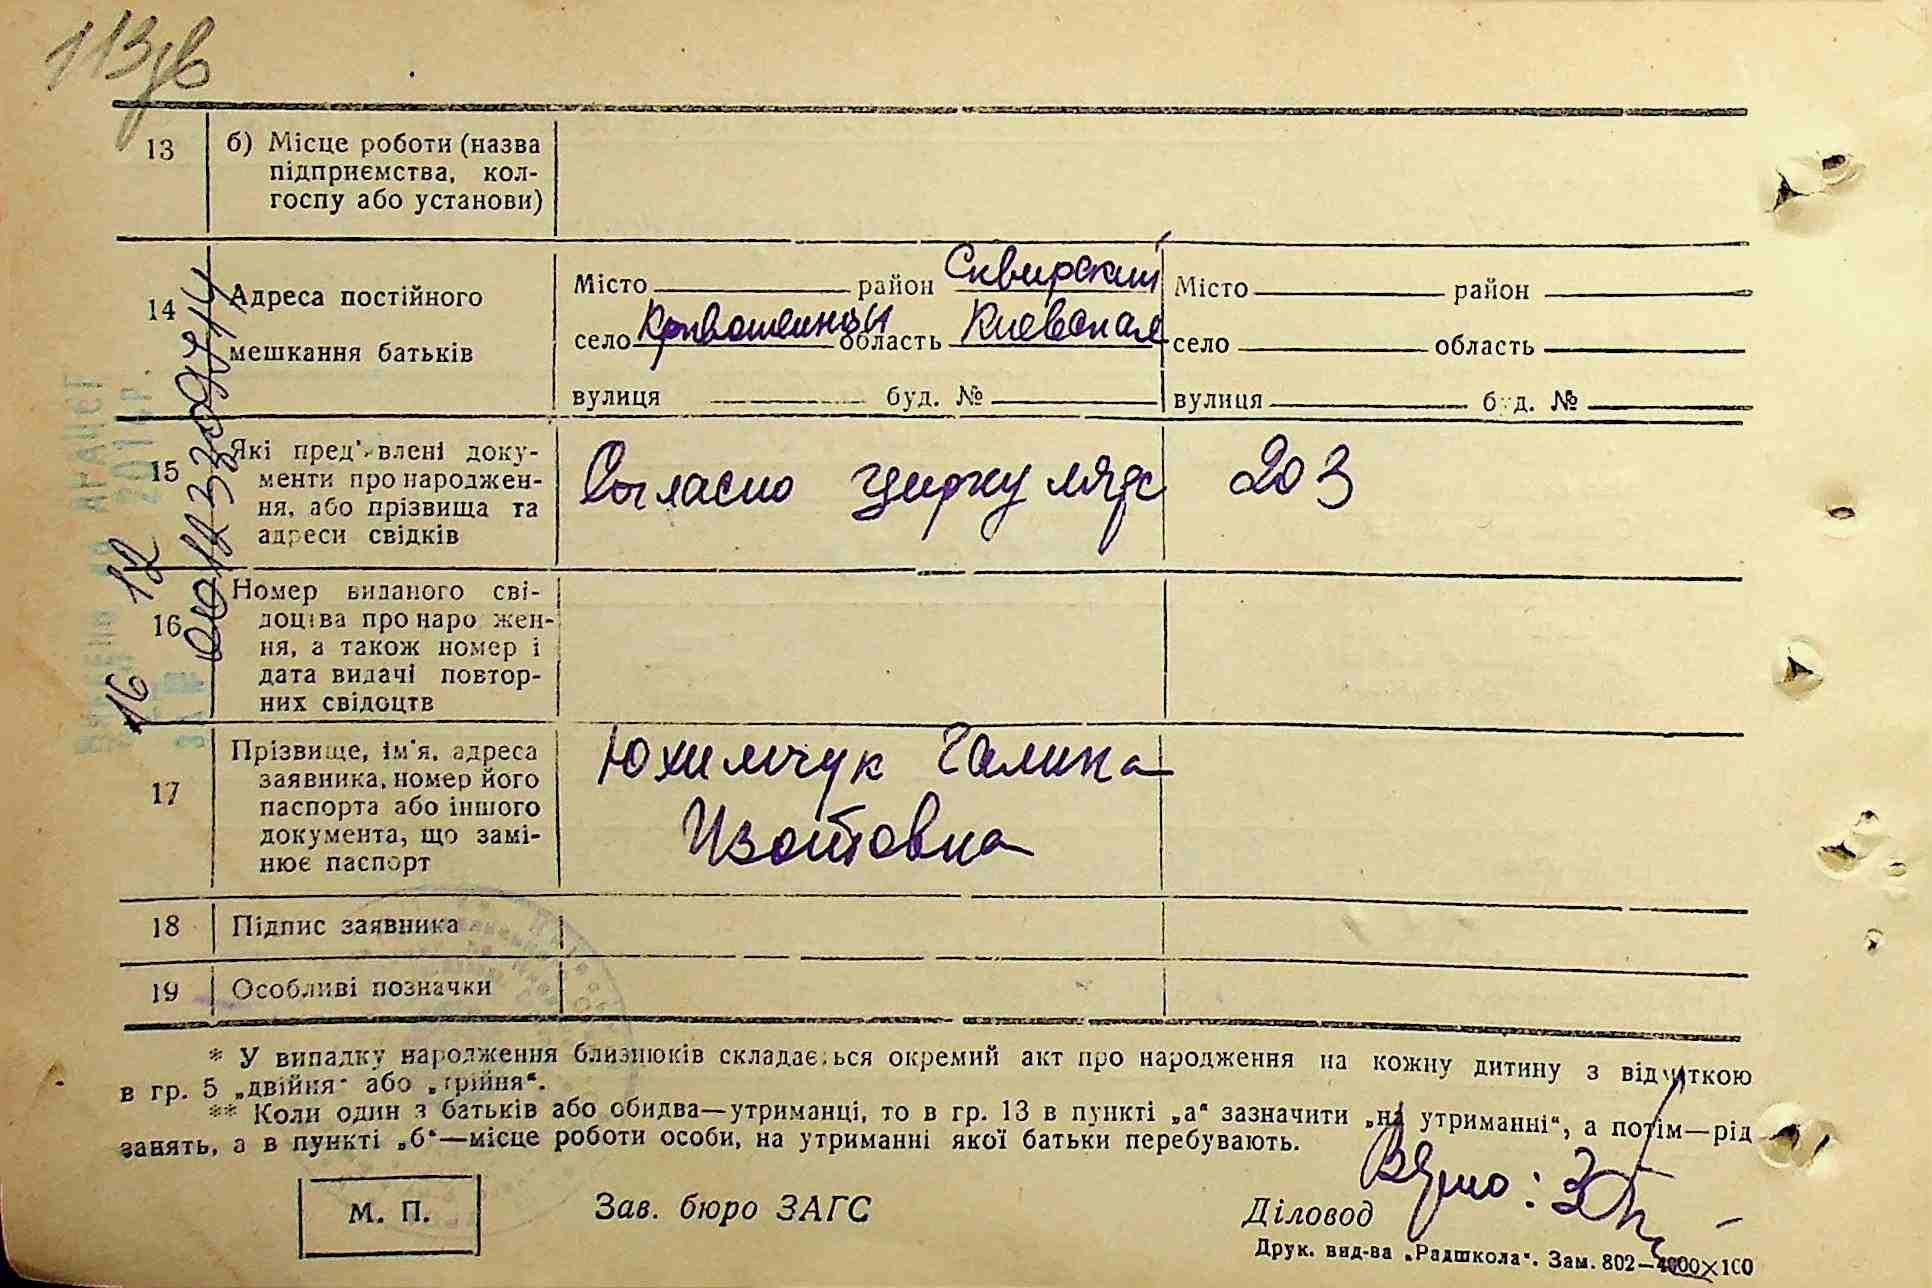 113зв
13 б) Місце роботи (назва
підприємства, кол-
госпу або установи)
14 Адреса постійного
мешкання батьків
Місто район Сквирский
село Кривошеинцы область Киевская
вулиця буд. №
Місто район
село область
вулиця буд. №
15 Які пред'влені доку-
менти про народжен-
ня, або прізвища та
адреси свідків
Согласно циркуляра 203
16 Номер виданого сві-
доцтва про народжен-
ня, а також номер і
дата видачі повтор-
них свідоцтв
16 12
17 Прізвище, ім'я, адреса
заявника, номер його
паспорта або іншого
документа, що замі-
нює паспорт
Юхимчук Галина
Изотовна
18 Підпис заявника
19 Особливі позначки
* У випадку народження близнюків складається окремий акт про народження на кожну дитину з відміткою
в гр. 5 „двійня“ або „трійня“.
** Коли один з батьків або обидва—утриманці, то в гр. 13 в пункті „а“ зазначити „на утриманні“, а потім—рід
занять, а в пункті „б“—місце роботи особи, на утриманні якої батьки перебувають.
М. П.
Зав. бюро ЗАГС
Діловод
Верно:
Друк. вид-ва „Радшкола“. Зам. 802—4000×100